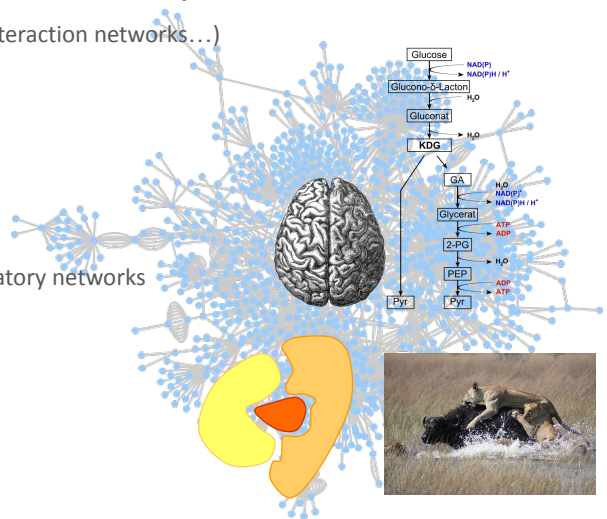 teraction networks…)
Glucose
NAD(P)
NAD(P)H / H⁺
Glucono-δ-Lacton
H₂O
Gluconat
H₂O
KDG
GA
H₂O
NAD(P)⁺
NAD(P)H / H⁺
Glycerat
ATP
ADP
2-PG
H₂O
atory networks
PEP
ADP
ATP
Pyr
Pyr